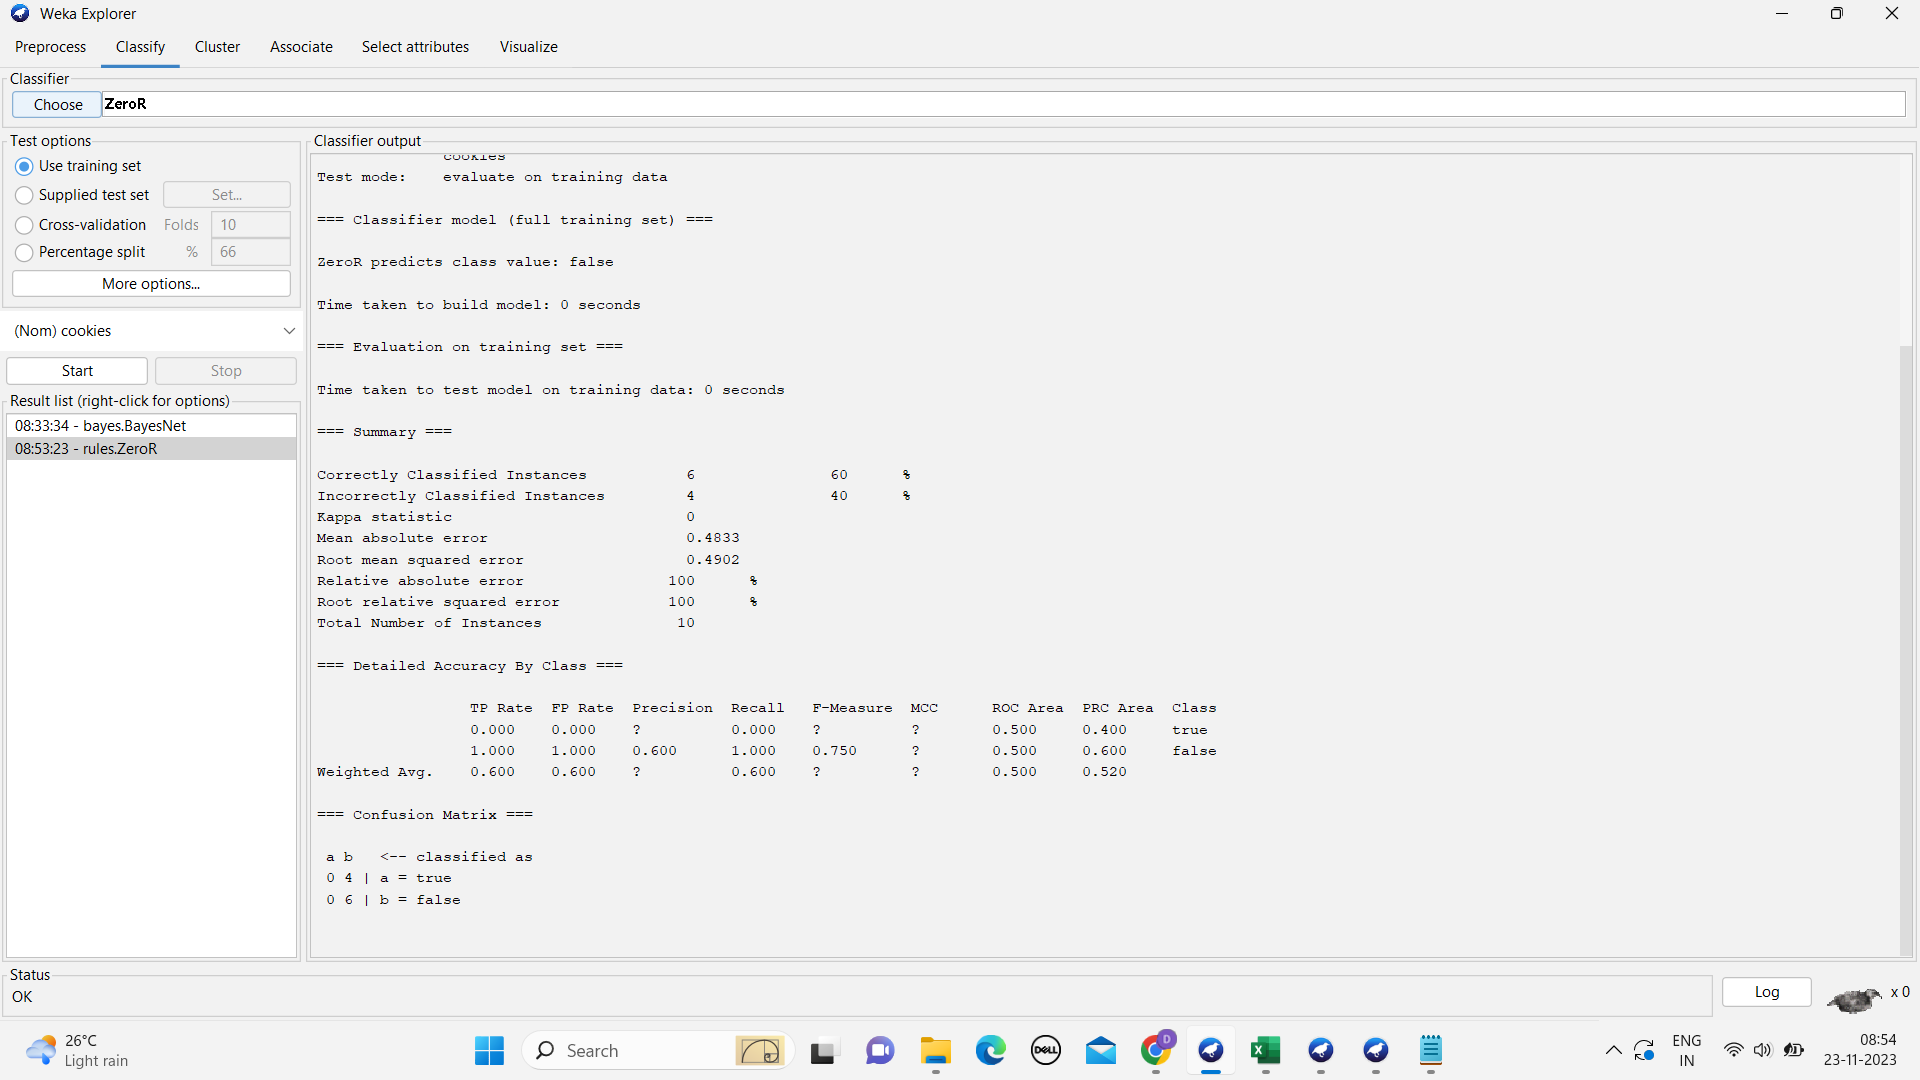 Weka Explorer
Preprocess Classify Cluster Associate Select attributes Visualize
Classifier
Choose ZeroR
Test options
Use training set
Supplied test set Set...
Cross-validation Folds 10
Percentage split % 66
More options...
(Nom) cookies
Start Stop
Result list (right-click for options)
08:33:34 - bayes.BayesNet
08:53:23 - rules.ZeroR
Classifier output
cookies
Test mode: evaluate on training data
=== Classifier model (full training set) ===
ZeroR predicts class value: false
Time taken to build model: 0 seconds
=== Evaluation on training set ===
Time taken to test model on training data: 0 seconds
=== Summary ===
Correctly Classified Instances 6 60 %
Incorrectly Classified Instances 4 40 %
Kappa statistic 0
Mean absolute error 0.4833
Root mean squared error 0.4902
Relative absolute error 100 %
Root relative squared error 100 %
Total Number of Instances 10
=== Detailed Accuracy By Class ===
TP Rate FP Rate Precision Recall F-Measure MCC ROC Area PRC Area Class
0.000 0.000 ? 0.000 ? ? 0.500 0.400 true
1.000 1.000 0.600 1.000 0.750 ? 0.500 0.600 false
Weighted Avg. 0.600 0.600 ? 0.600 ? ? 0.500 0.520
=== Confusion Matrix ===
a b <-- classified as
0 4 | a = true
0 6 | b = false
Status
OK
Log x 0
26°C
Light rain
Search
DELL
D
X
ENG
IN
08:54
23-11-2023